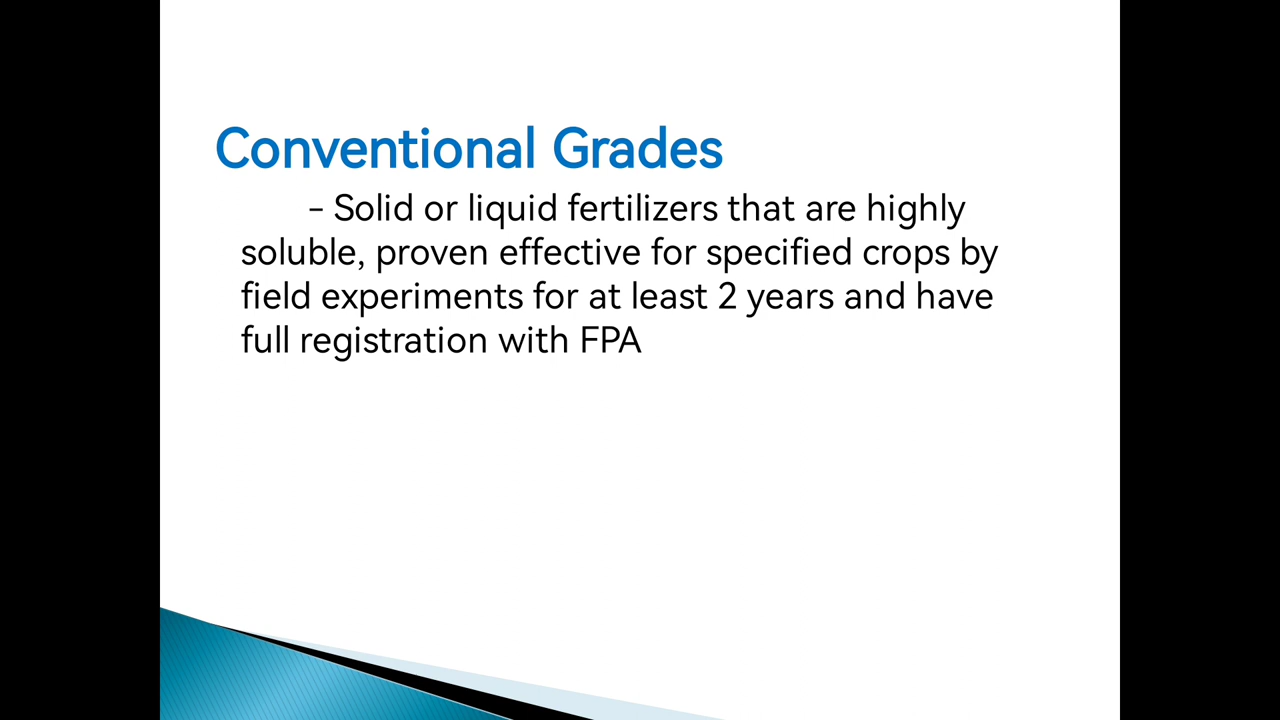 Conventional Grades
– Solid or liquid fertilizers that are highly
soluble, proven effective for specified crops by
field experiments for at least 2 years and have
full registration with FPA